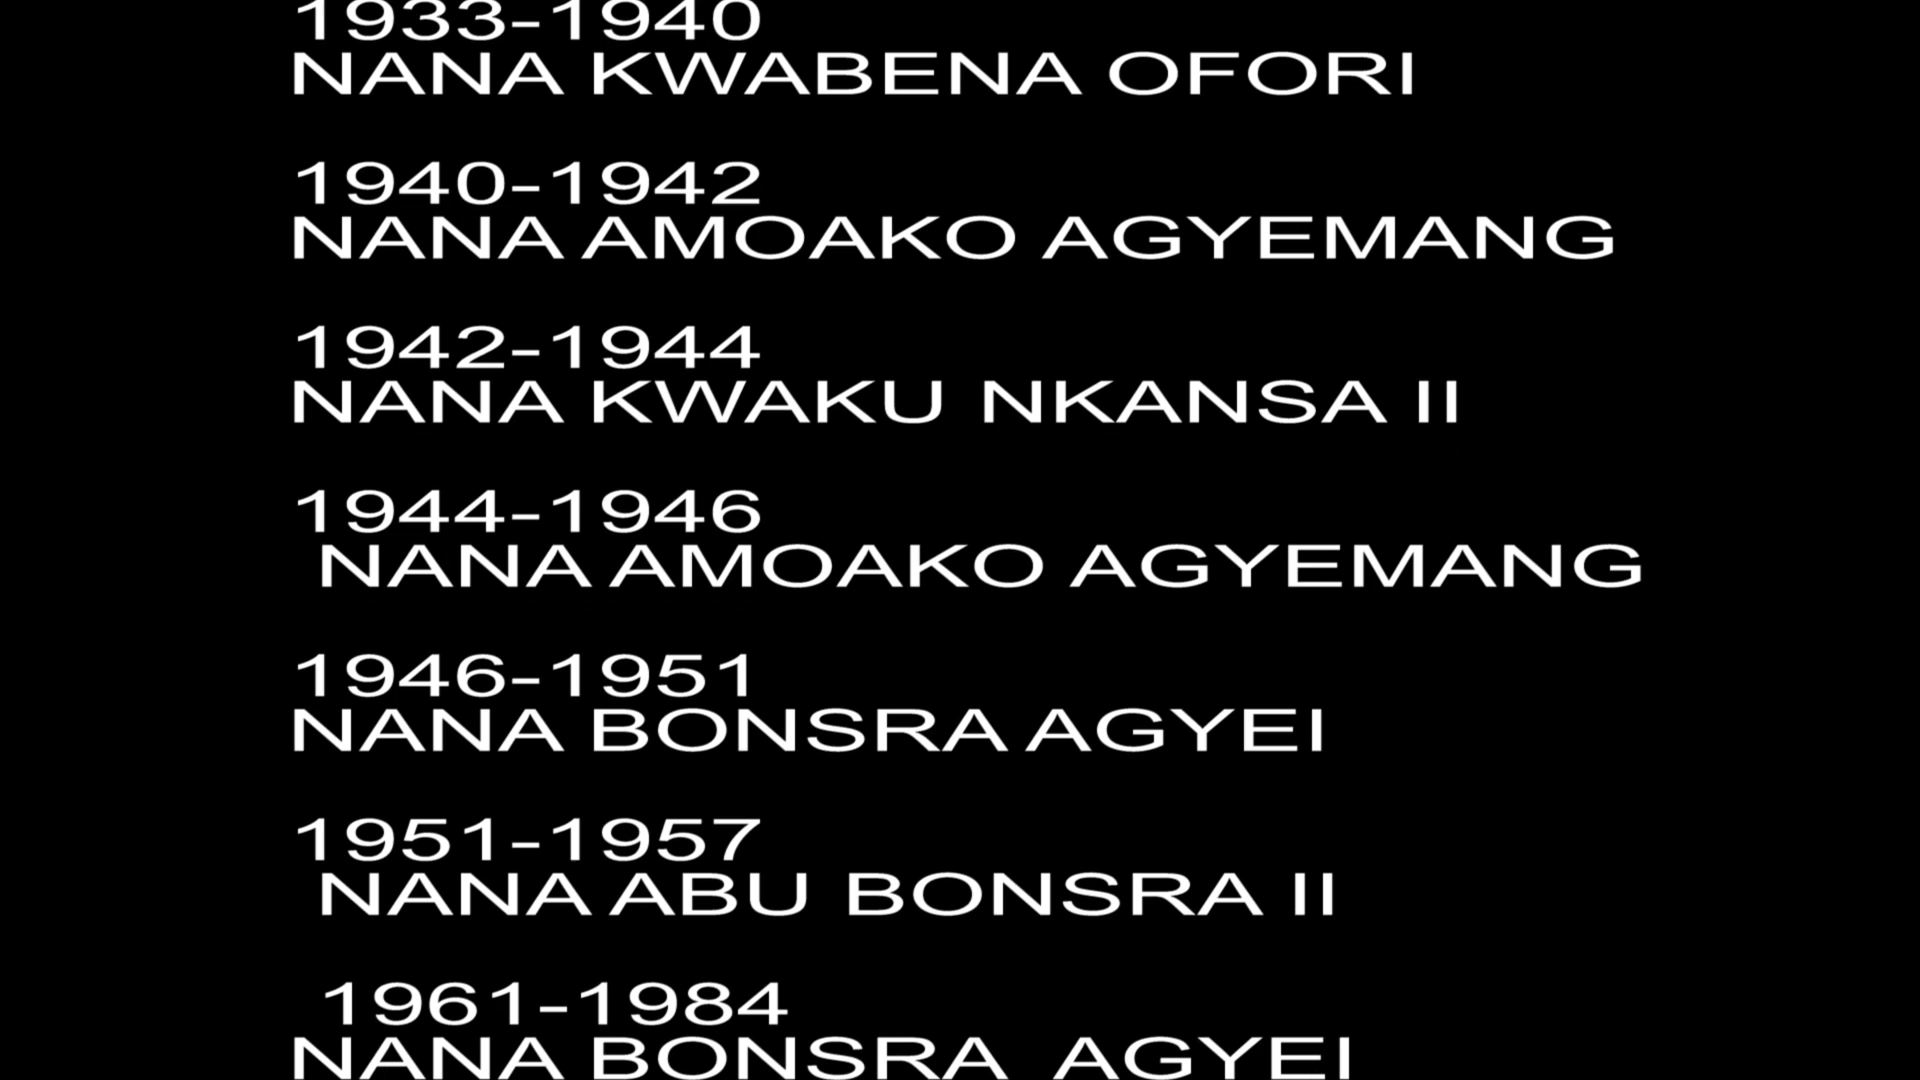 1933-1940
NANA KWABENA OFORI
1940-1942
NANA AMOAKO AGYEMANG
1942-1944
NANA KWAKU NKANSA II
1944-1946
NANA AMOAKO AGYEMANG
1946-1951
NANA BONSRA AGYEI
1951-1957
NANA ABU BONSRA II
1961-1984
NANA BONSRA AGYEI